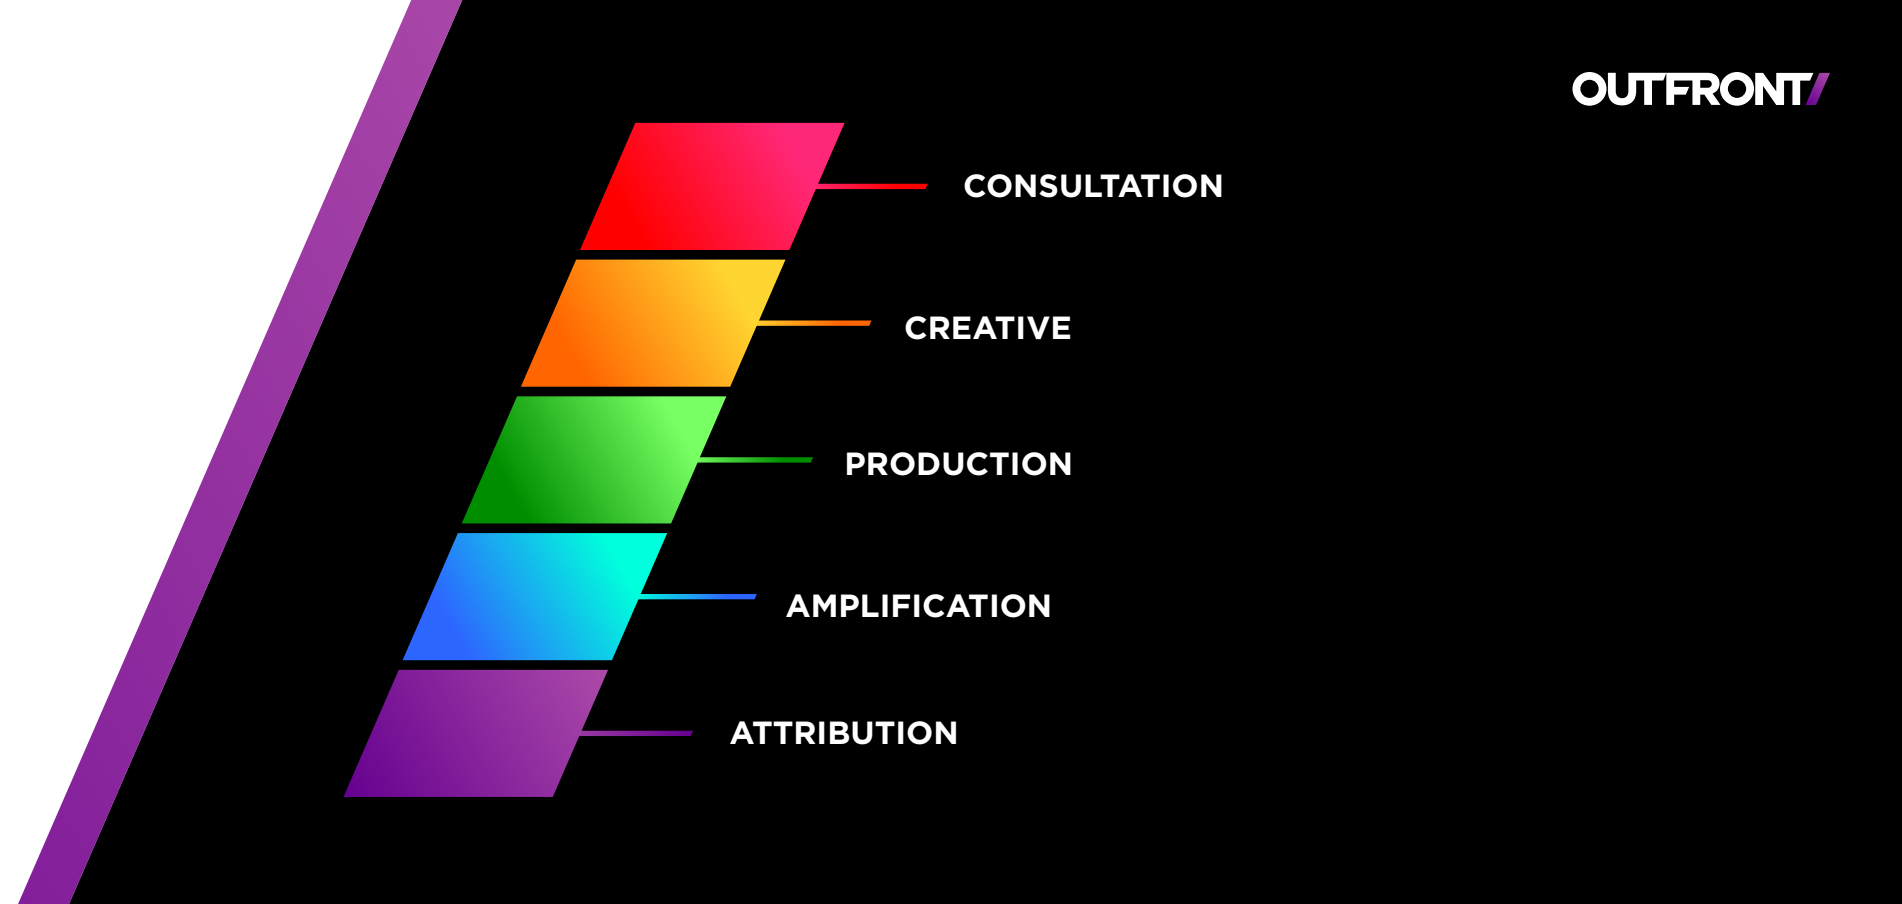 OUTFRONT/
CONSULTATION
CREATIVE
PRODUCTION
AMPLIFICATION
ATTRIBUTION